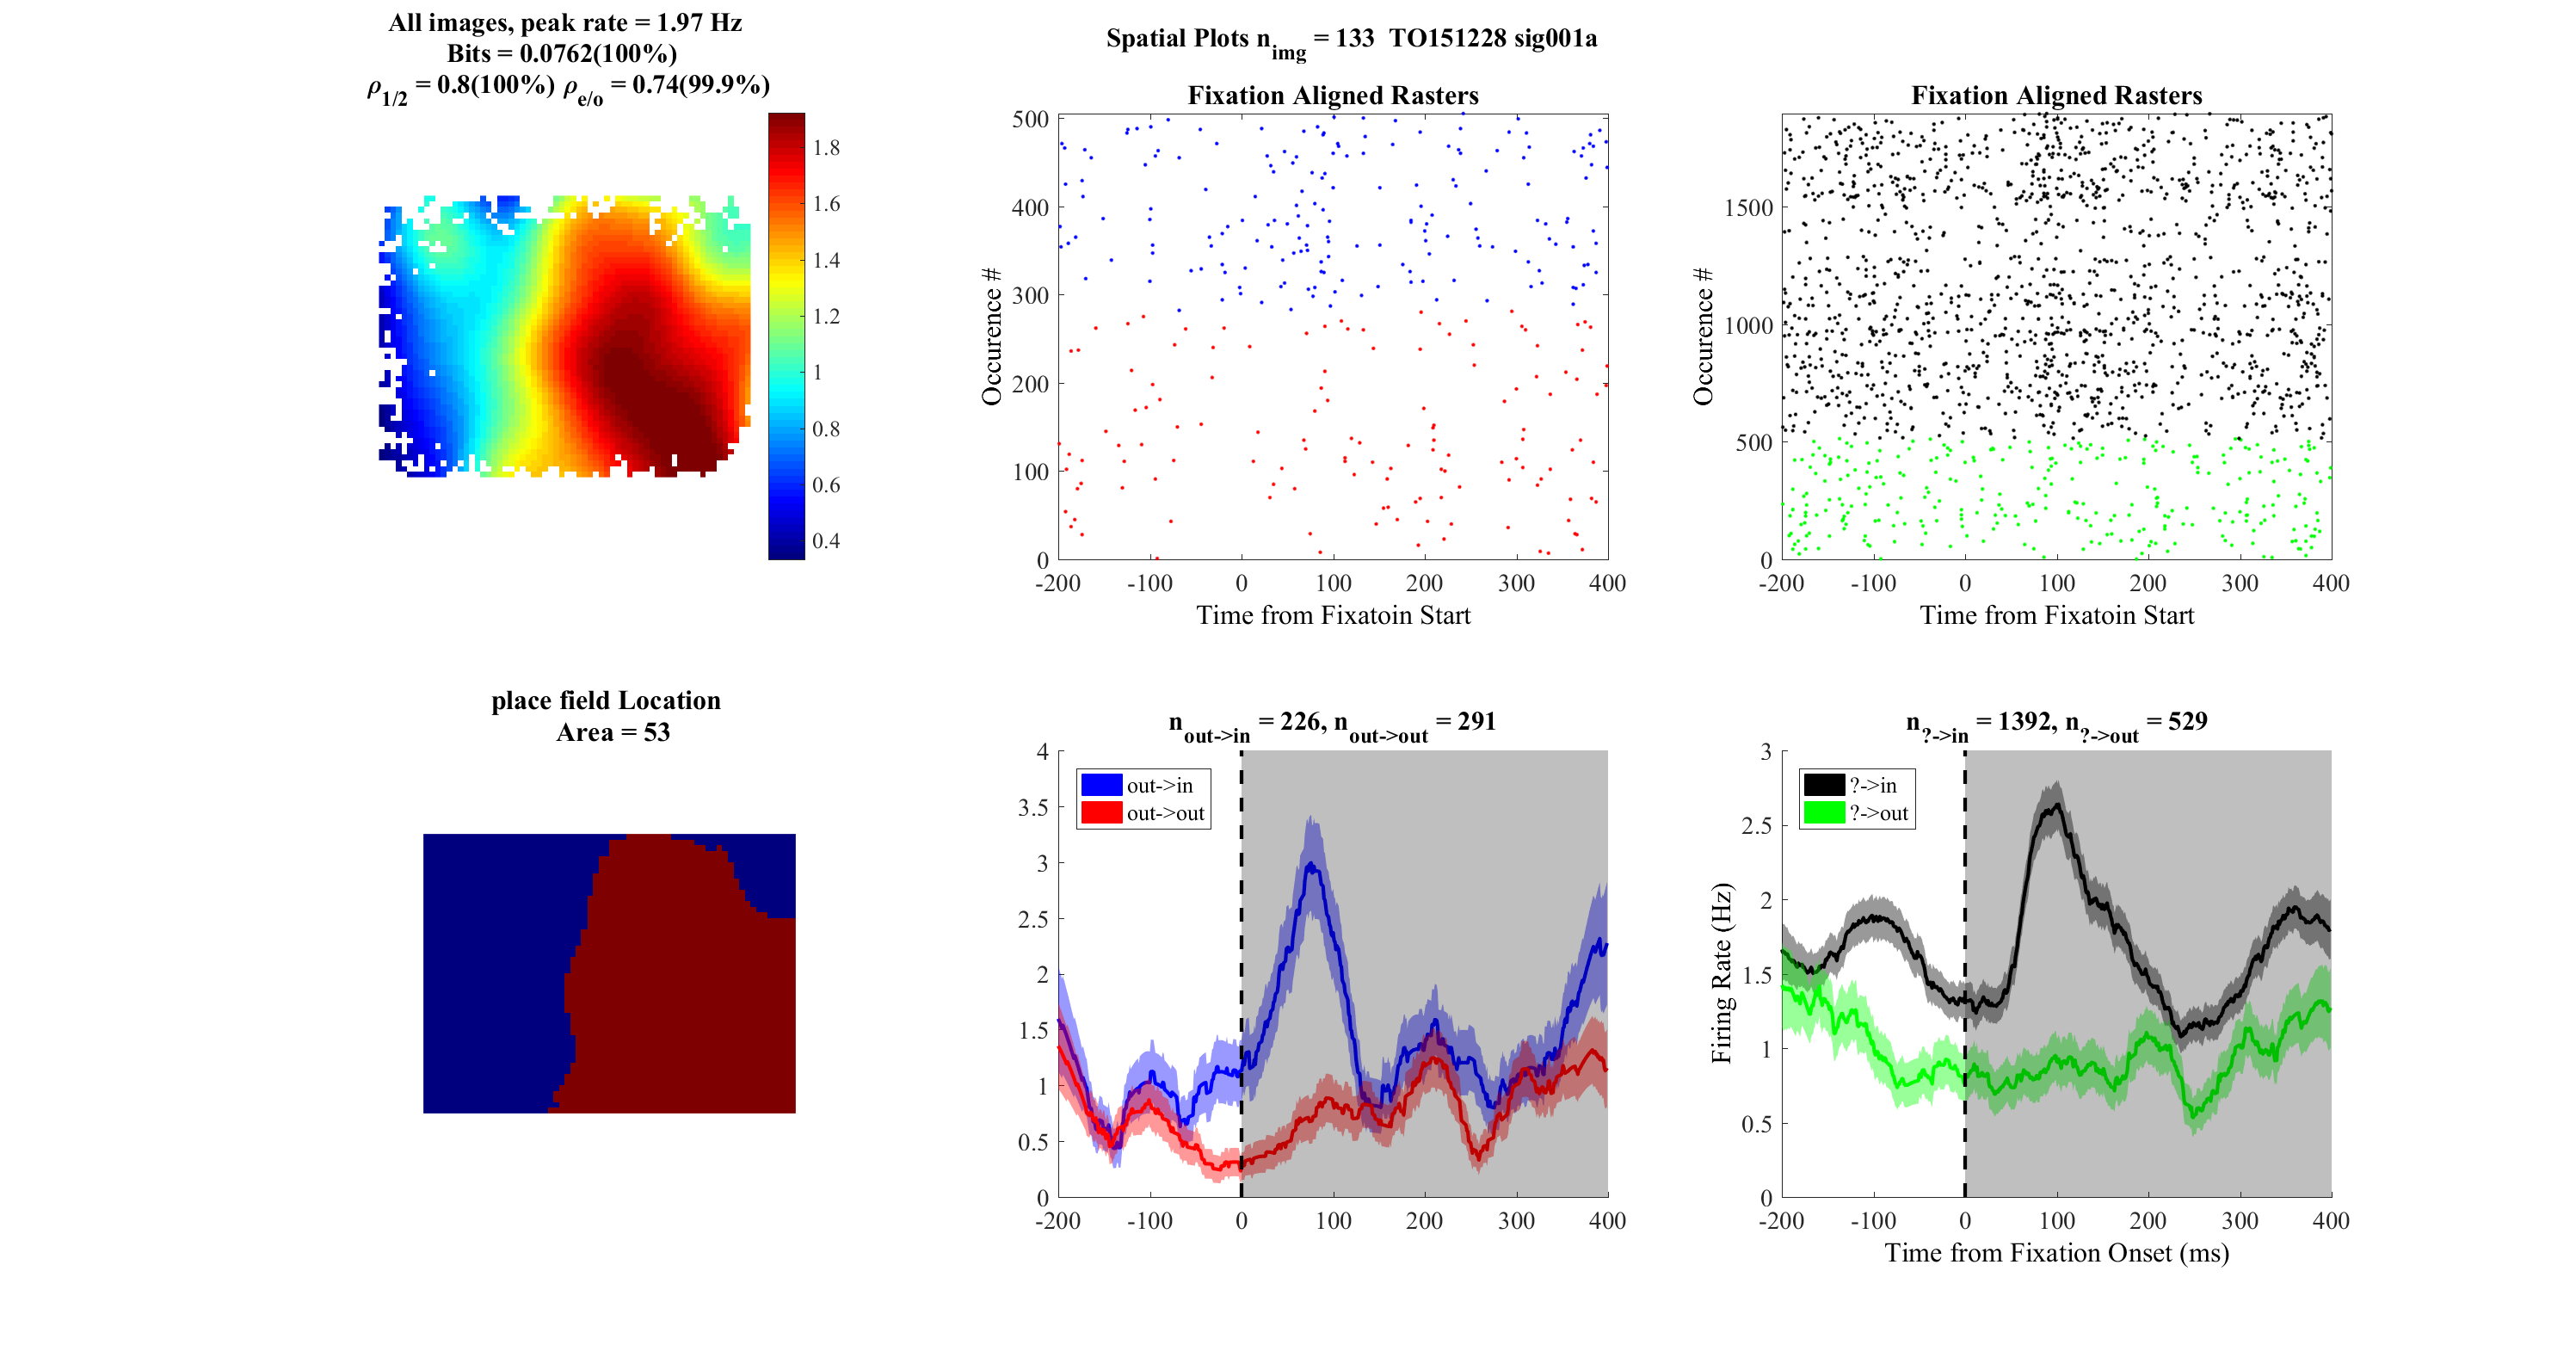 All images, peak rate = 1.97 Hz
Bits = 0.0762(100%)
ρ1/2 = 0.8(100%) ρe/o = 0.74(99.9%)
1.8
1.6
1.4
1.2
1
0.8
0.6
0.4
Spatial Plots nimg = 133 TO151228 sig001a
Fixation Aligned Rasters
500
400
300
200
100
0
Occurence #
-200 -100 0 100 200 300 400
Time from Fixatoin Start
Fixation Aligned Rasters
1500
1000
500
0
Occurence #
-200 -100 0 100 200 300 400
Time from Fixatoin Start
place field Location
Area = 53
nout->in = 226, nout->out = 291
4
3.5
3
2.5
2
1.5
1
0.5
0
out->in
out->out
-200 -100 0 100 200 300 400
n?->in = 1392, n?->out = 529
3
2.5
2
1.5
1
0.5
0
Firing Rate (Hz)
?->in
?->out
-200 -100 0 100 200 300 400
Time from Fixation Onset (ms)